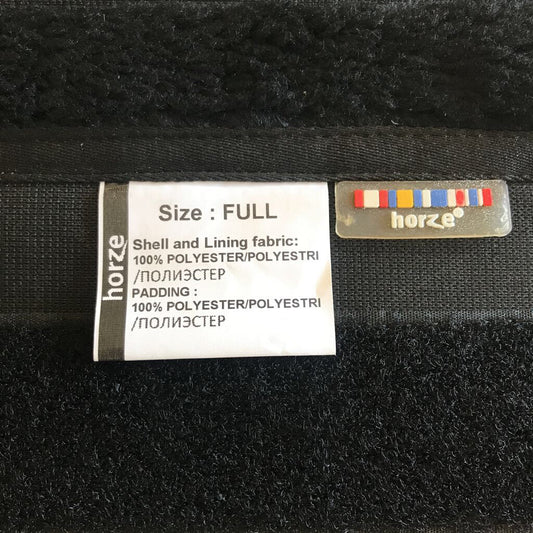 horze
Size : FULL
Shell and Lining fabric:
100% POLYESTER/POLYESTRI
/ПОЛИЭСТЕР
PADDING :
100% POLYESTER/POLYESTRI
/ПОЛИЭСТЕР
horze®